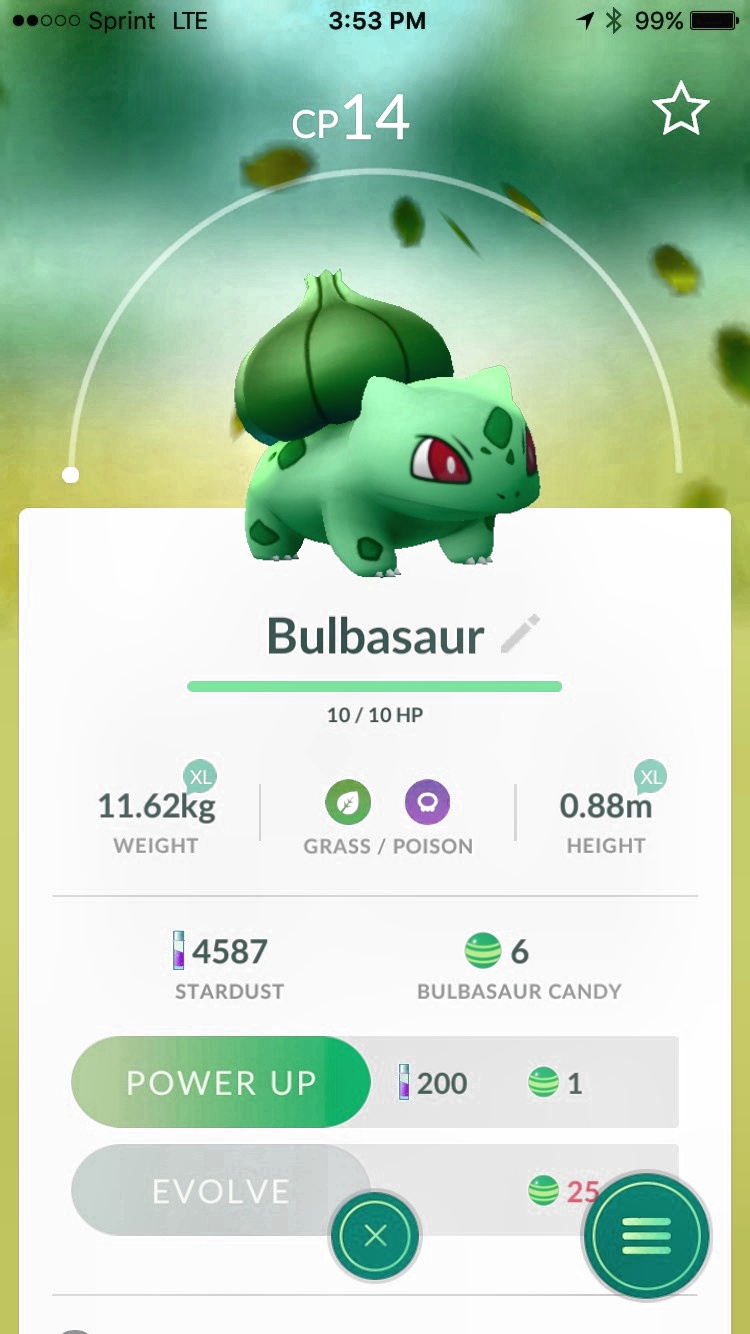 Sprint LTE 3:53 PM 99%
CP14
Bulbasaur
10 / 10 HP
XL XL
11.62kg 0.88m
WEIGHT GRASS / POISON HEIGHT
4587 6
STARDUST BULBASAUR CANDY
POWER UP 200 1
EVOLVE 25